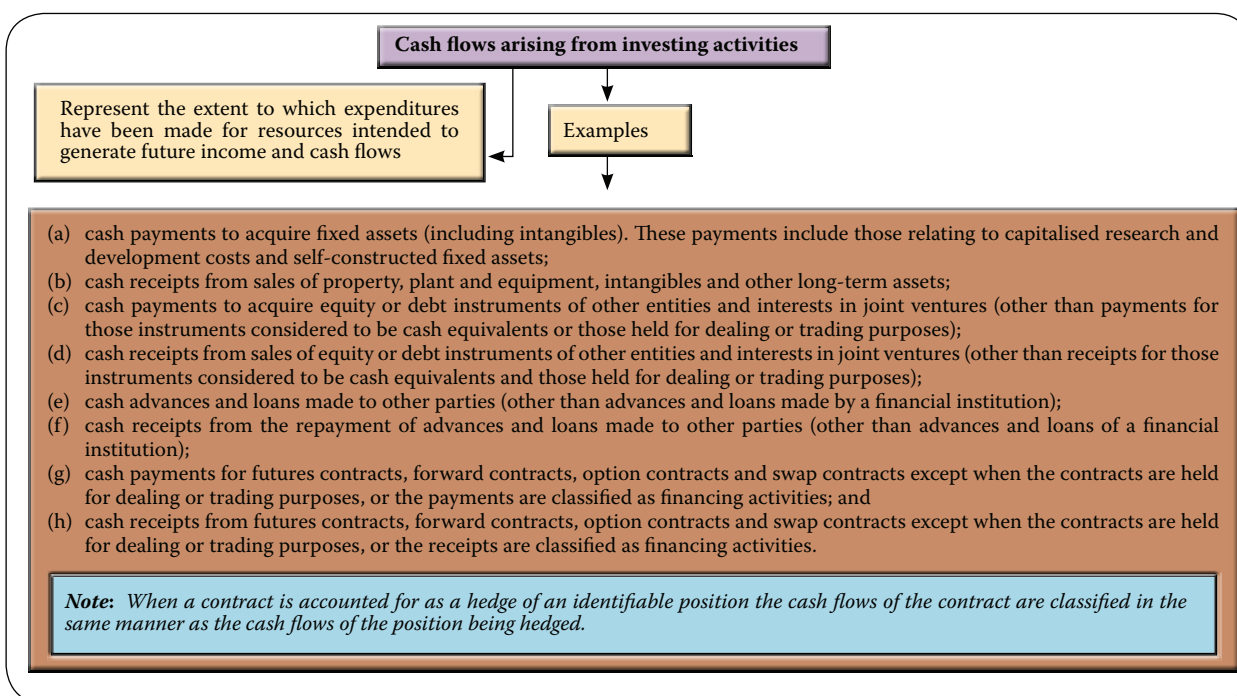 Cash flows arising from investing activities
Represent the extent to which expenditures
have been made for resources intended to
generate future income and cash flows
Examples
(a) cash payments to acquire fixed assets (including intangibles). These payments include those relating to capitalised research and
development costs and self-constructed fixed assets;
(b) cash receipts from sales of property, plant and equipment, intangibles and other long-term assets;
(c) cash payments to acquire equity or debt instruments of other entities and interests in joint ventures (other than payments for
those instruments considered to be cash equivalents or those held for dealing or trading purposes);
(d) cash receipts from sales of equity or debt instruments of other entities and interests in joint ventures (other than receipts for those
instruments considered to be cash equivalents and those held for dealing or trading purposes);
(e) cash advances and loans made to other parties (other than advances and loans made by a financial institution);
(f) cash receipts from the repayment of advances and loans made to other parties (other than advances and loans of a financial
institution);
(g) cash payments for futures contracts, forward contracts, option contracts and swap contracts except when the contracts are held
for dealing or trading purposes, or the payments are classified as financing activities; and
(h) cash receipts from futures contracts, forward contracts, option contracts and swap contracts except when the contracts are held
for dealing or trading purposes, or the receipts are classified as financing activities.
Note: When a contract is accounted for as a hedge of an identifiable position the cash flows of the contract are classified in the
same manner as the cash flows of the position being hedged.